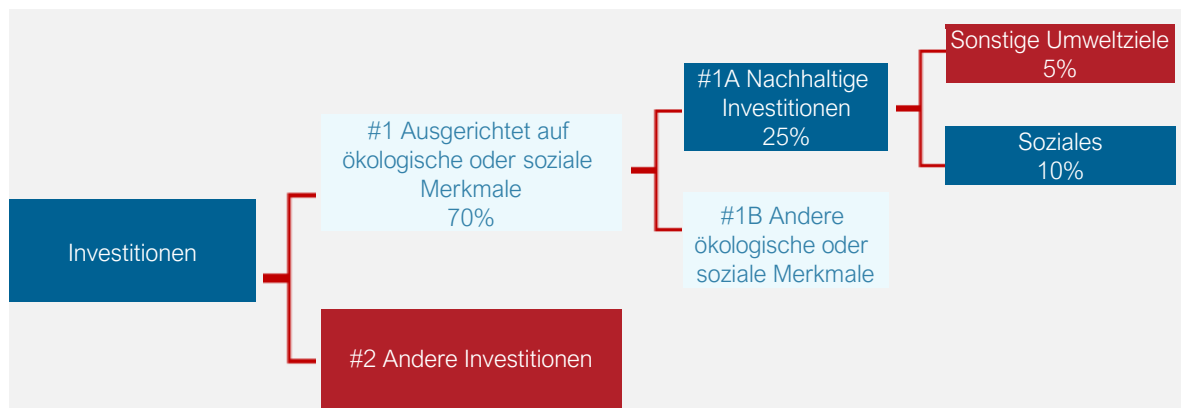 Investitionen
#1 Ausgerichtet auf
ökologische oder soziale
Merkmale
70%
#2 Andere Investitionen
#1A Nachhaltige
Investitionen
25%
#1B Andere
ökologische oder
soziale Merkmale
Sonstige Umweltziele
5%
Soziales
10%